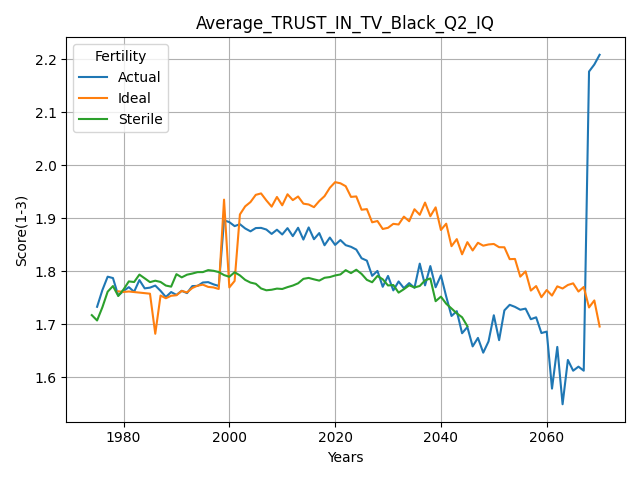 Average_TRUST_IN_TV_Black_Q2_IQ
Fertility
Actual
Ideal
Sterile
Score(1-3)
2.2
2.1
2.0
1.9
1.8
1.7
1.6
1980
2000
2020
2040
2060
Years